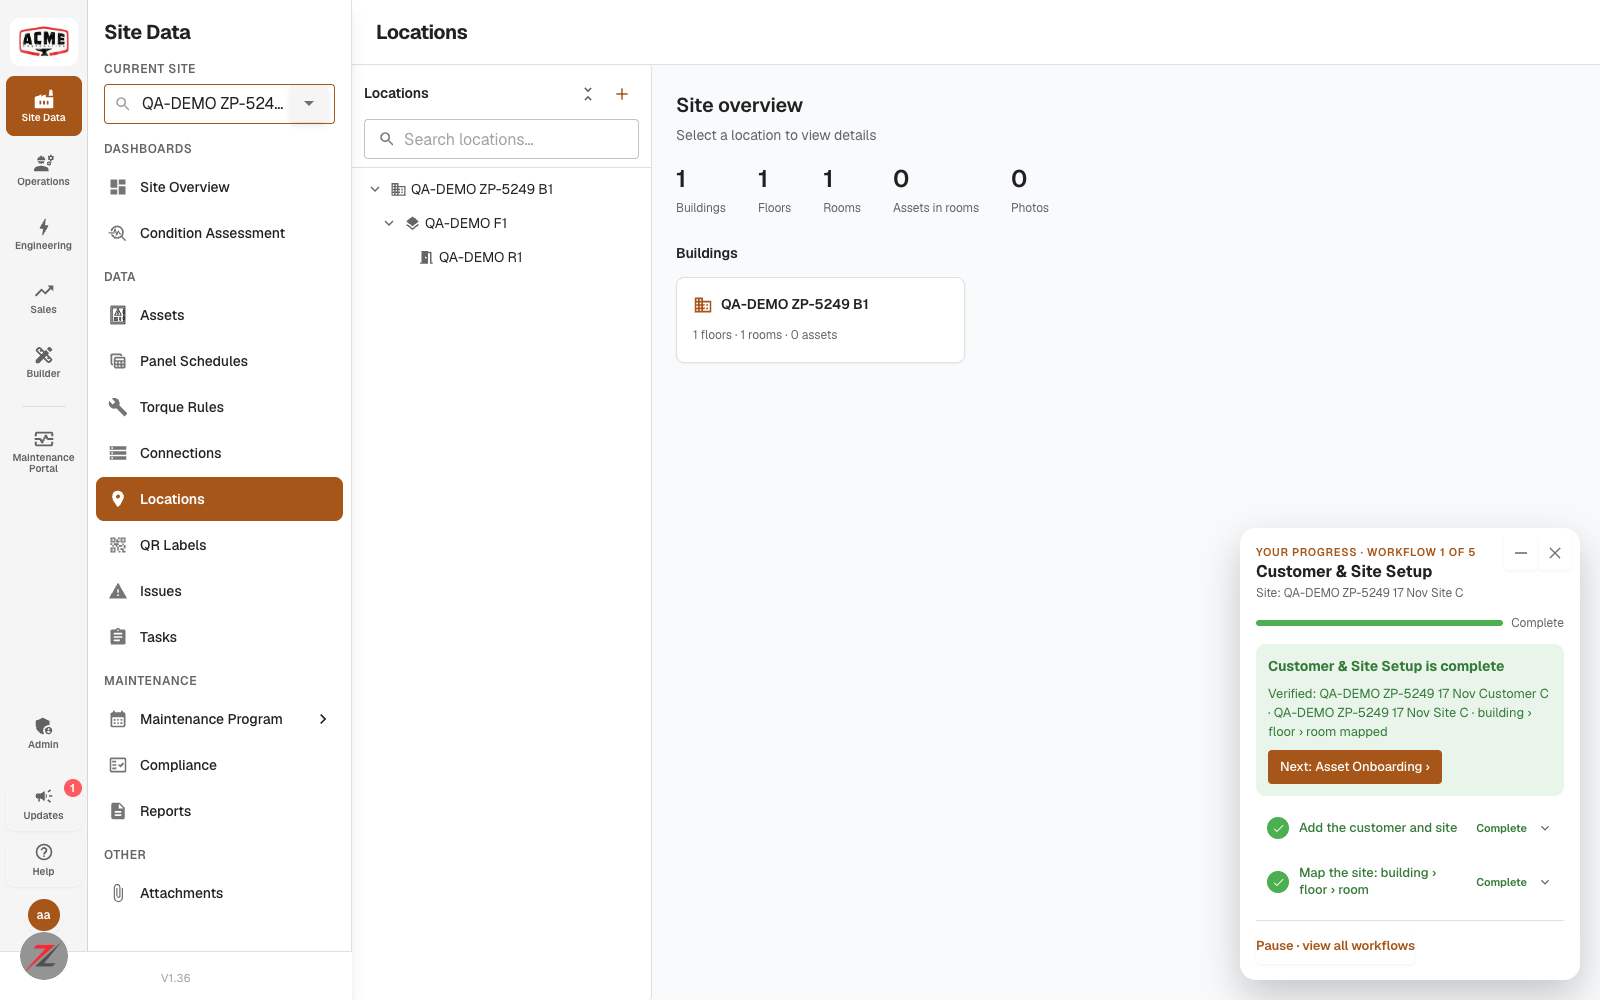 ACME
Site Data
Operations
Engineering
Sales
Builder
Maintenance
Portal
Admin
1
Updates
Help
aa
Site Data
CURRENT SITE
QA-DEMO ZP-524...
DASHBOARDS
Site Overview
Condition Assessment
DATA
Assets
Panel Schedules
Torque Rules
Connections
Locations
QR Labels
Issues
Tasks
MAINTENANCE
Maintenance Program
Compliance
Reports
OTHER
Attachments
V1.36
Locations
Locations
Search locations...
QA-DEMO ZP-5249 B1
QA-DEMO F1
QA-DEMO R1
Site overview
Select a location to view details
1 Buildings
1 Floors
1 Rooms
0 Assets in rooms
0 Photos
Buildings
QA-DEMO ZP-5249 B1
1 floors · 1 rooms · 0 assets
YOUR PROGRESS · WORKFLOW 1 OF 5
Customer & Site Setup
Site: QA-DEMO ZP-5249 17 Nov Site C
Complete
Customer & Site Setup is complete
Verified: QA-DEMO ZP-5249 17 Nov Customer C
· QA-DEMO ZP-5249 17 Nov Site C · building ›
floor › room mapped
Next: Asset Onboarding ›
Add the customer and site Complete
Map the site: building ›
floor › room Complete
Pause · view all workflows